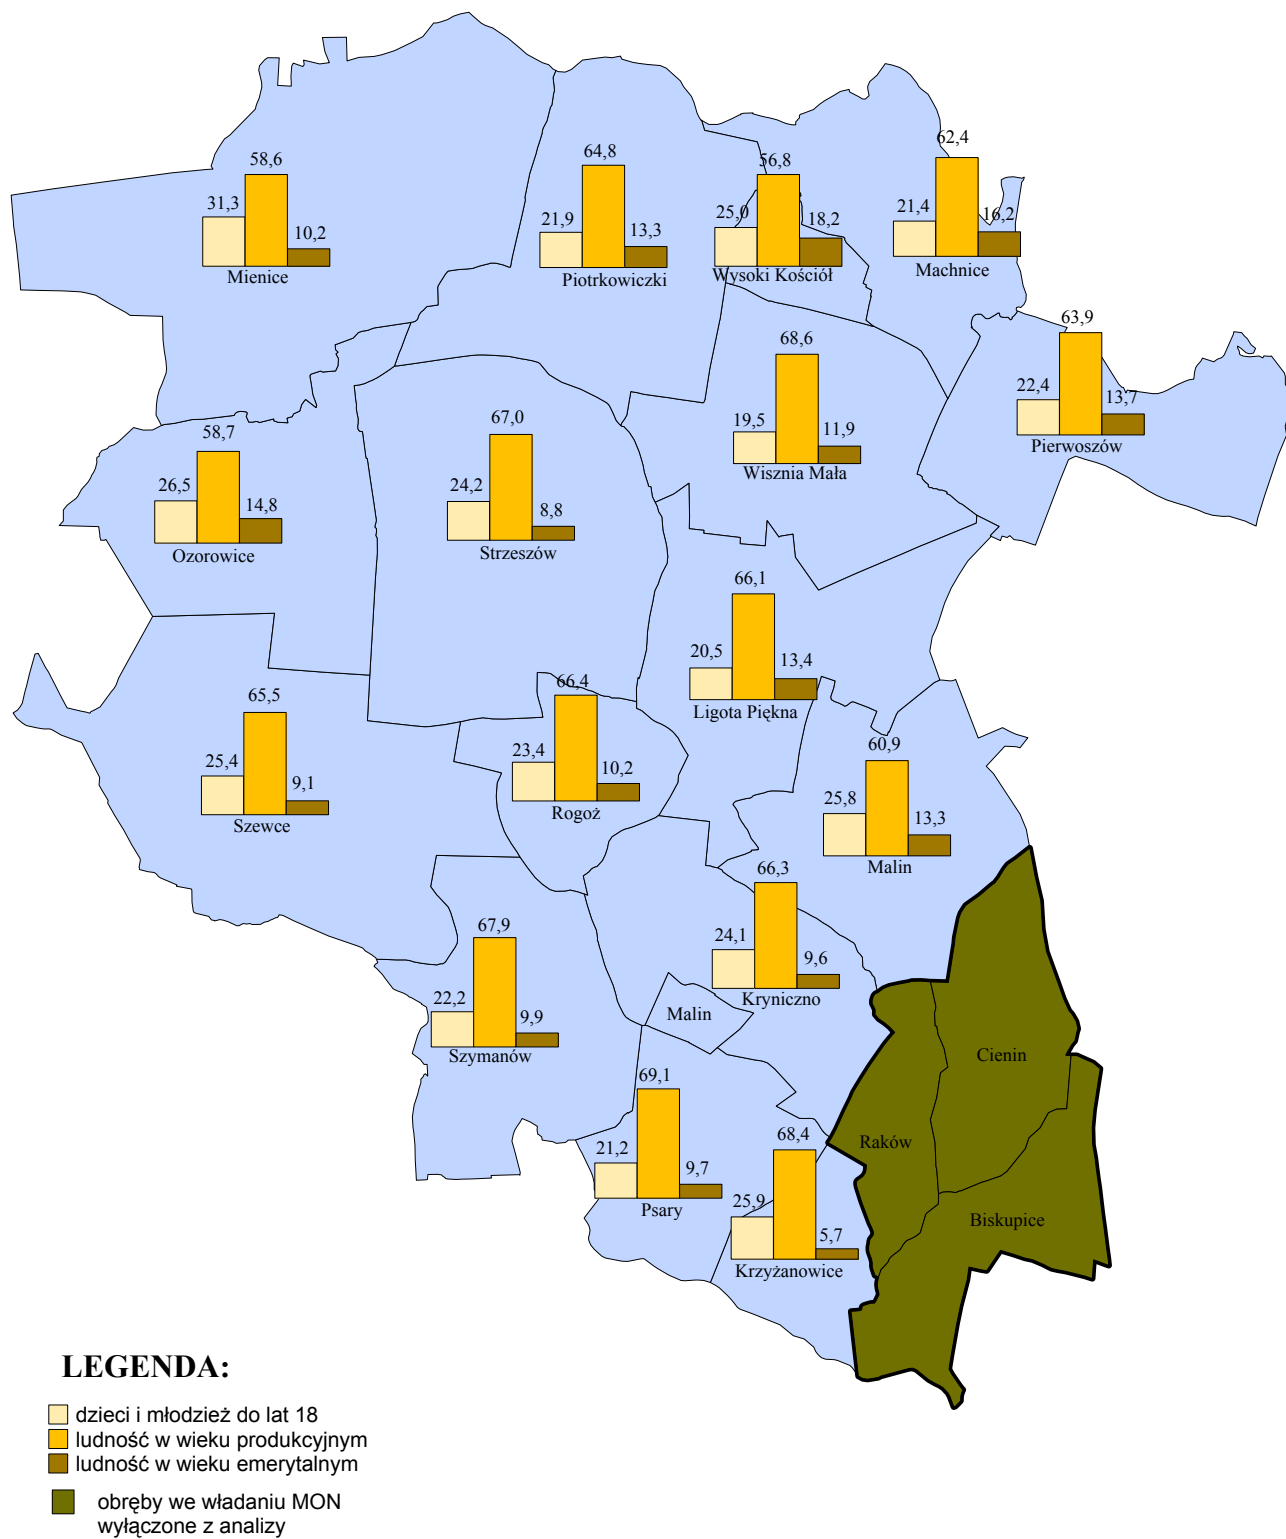 58,6
31,3
10,2
Mienice
64,8
21,9
13,3
Piotrkowiczki
56,8
25,0
18,2
Wysoki Kościół
62,4
21,4
16,2
Machnice
63,9
22,4
13,7
Pierwoszów
68,6
19,5
11,9
Wisznia Mała
67,0
24,2
8,8
Strzeszów
58,7
26,5
14,8
Ozorowice
66,1
20,5
13,4
Ligota Piękna
66,4
23,4
10,2
Rogoż
65,5
25,4
9,1
Szewce
60,9
25,8
13,3
Malin
66,3
24,1
9,6
Kryniczno
Malin
67,9
22,2
9,9
Szymanów
69,1
21,2
9,7
Psary
68,4
25,9
5,7
Krzyżanowice
Cienin
Raków
Biskupice
LEGENDA:
dzieci i młodzież do lat 18
ludność w wieku produkcyjnym
ludność w wieku emerytalnym
obręby we władaniu MON
wyłączone z analizy